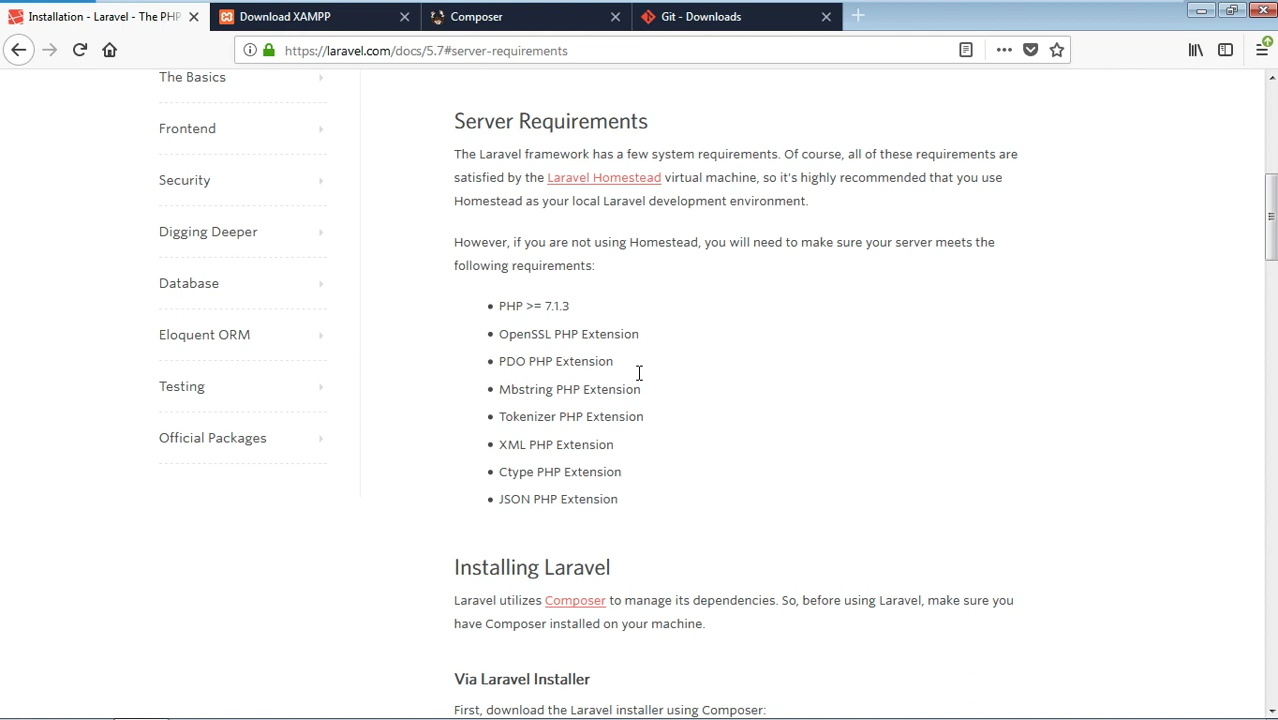 Installation - Laravel - The PHP
Download XAMPP
Composer
Git - Downloads
https://laravel.com/docs/5.7#server-requirements
The Basics
Frontend
Security
Digging Deeper
Database
Eloquent ORM
Testing
Official Packages
Server Requirements
The Laravel framework has a few system requirements. Of course, all of these requirements are
satisfied by the Laravel Homestead virtual machine, so it's highly recommended that you use
Homestead as your local Laravel development environment.
However, if you are not using Homestead, you will need to make sure your server meets the
following requirements:
• PHP >= 7.1.3
• OpenSSL PHP Extension
• PDO PHP Extension
• Mbstring PHP Extension
• Tokenizer PHP Extension
• XML PHP Extension
• Ctype PHP Extension
• JSON PHP Extension
Installing Laravel
Laravel utilizes Composer to manage its dependencies. So, before using Laravel, make sure you
have Composer installed on your machine.
Via Laravel Installer
First, download the Laravel installer using Composer: